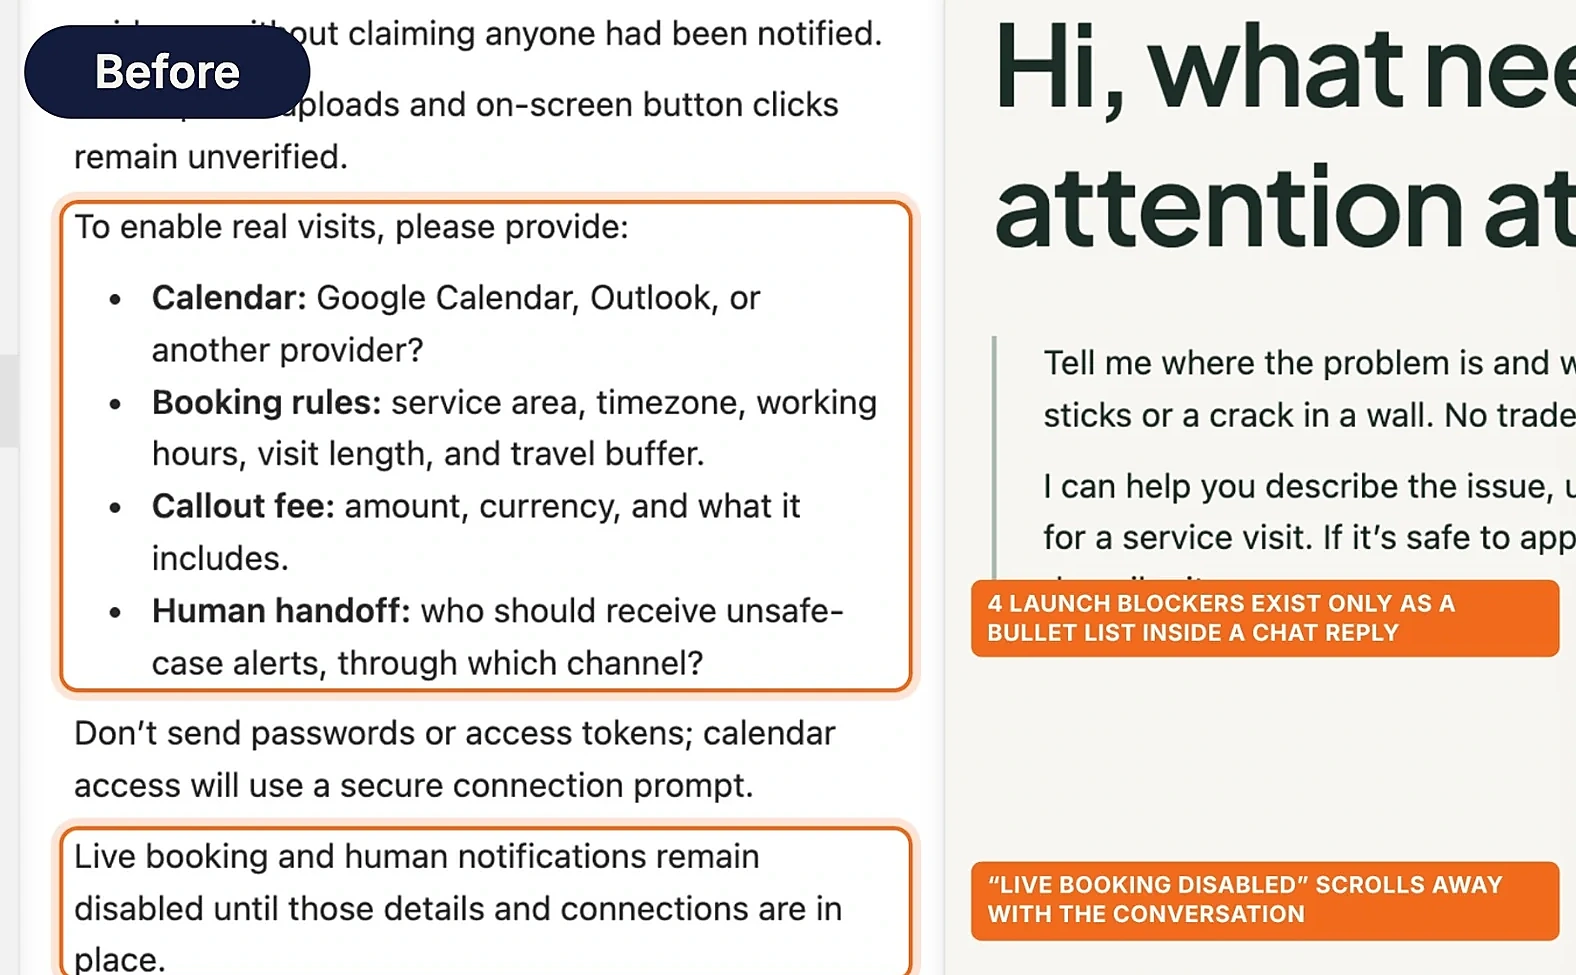 Before
out claiming anyone had been notified.
uploads and on-screen button clicks
remain unverified.
To enable real visits, please provide:
• Calendar: Google Calendar, Outlook, or
another provider?
• Booking rules: service area, timezone, working
hours, visit length, and travel buffer.
• Callout fee: amount, currency, and what it
includes.
• Human handoff: who should receive unsafe-
case alerts, through which channel?
Don’t send passwords or access tokens; calendar
access will use a secure connection prompt.
Live booking and human notifications remain
disabled until those details and connections are in
place.
Hi, what nee
attention at
Tell me where the problem is and w
sticks or a crack in a wall. No trade
I can help you describe the issue, u
for a service visit. If it’s safe to app
4 LAUNCH BLOCKERS EXIST ONLY AS A
BULLET LIST INSIDE A CHAT REPLY
“LIVE BOOKING DISABLED” SCROLLS AWAY
WITH THE CONVERSATION